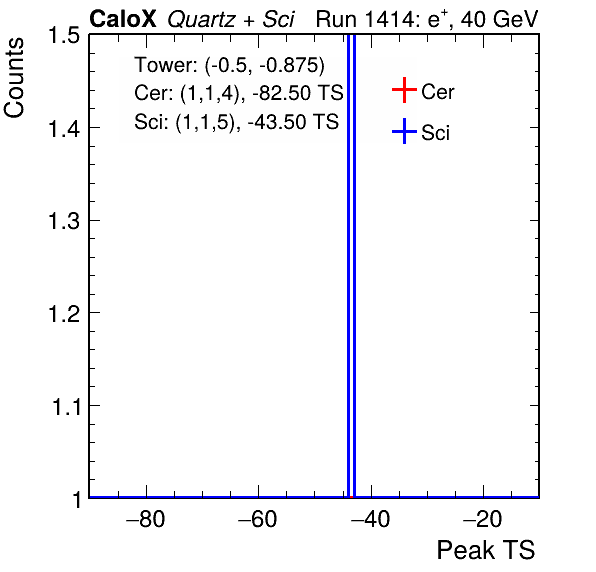 CaloX Quartz + Sci Run 1414: e⁺, 40 GeV
Counts
Tower: (-0.5, -0.875)
Cer: (1,1,4), -82.50 TS
Sci: (1,1,5), -43.50 TS
Cer
Sci
1.5
1.4
1.3
1.2
1.1
1
−80 −60 −40 −20
Peak TS